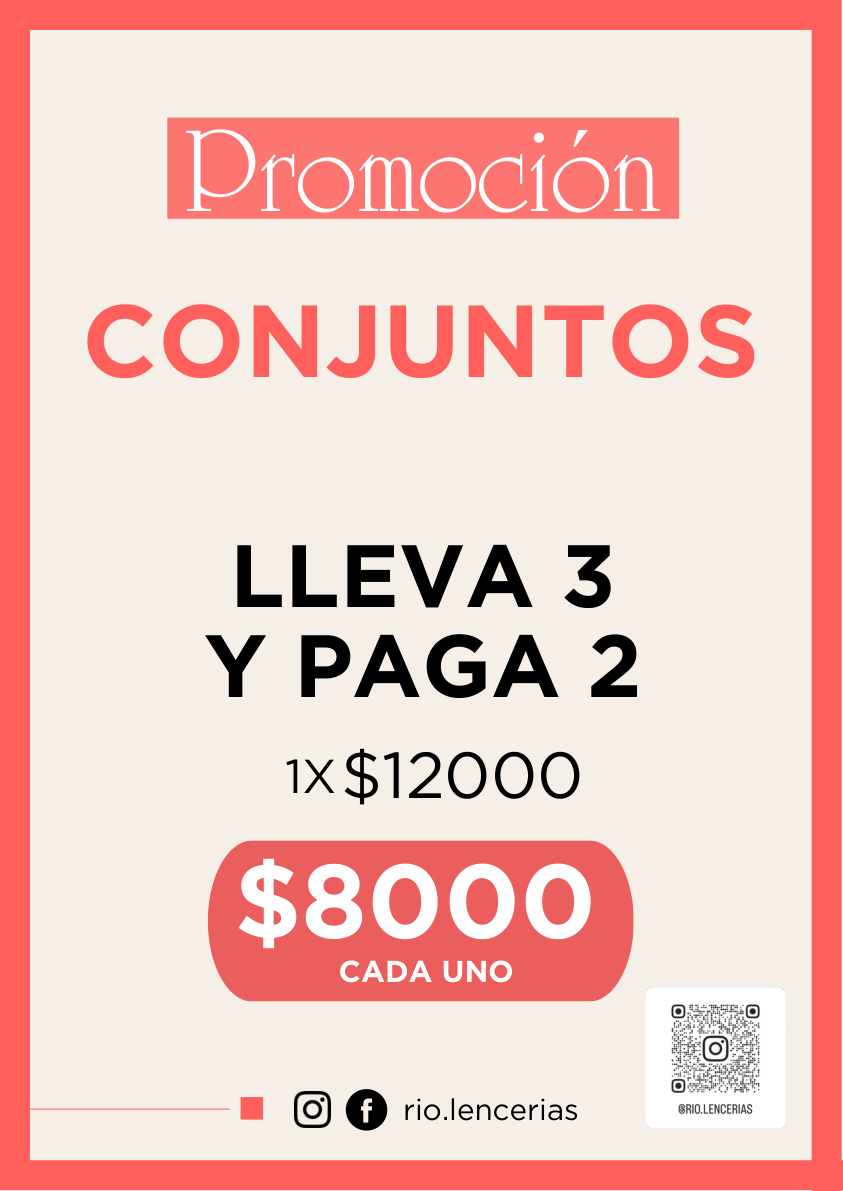 Promoción
CONJUNTOS
LLEVA 3
Y PAGA 2
1X $12000
$8000
CADA UNO
@RIO.LENCERIAS
rio.lencerias